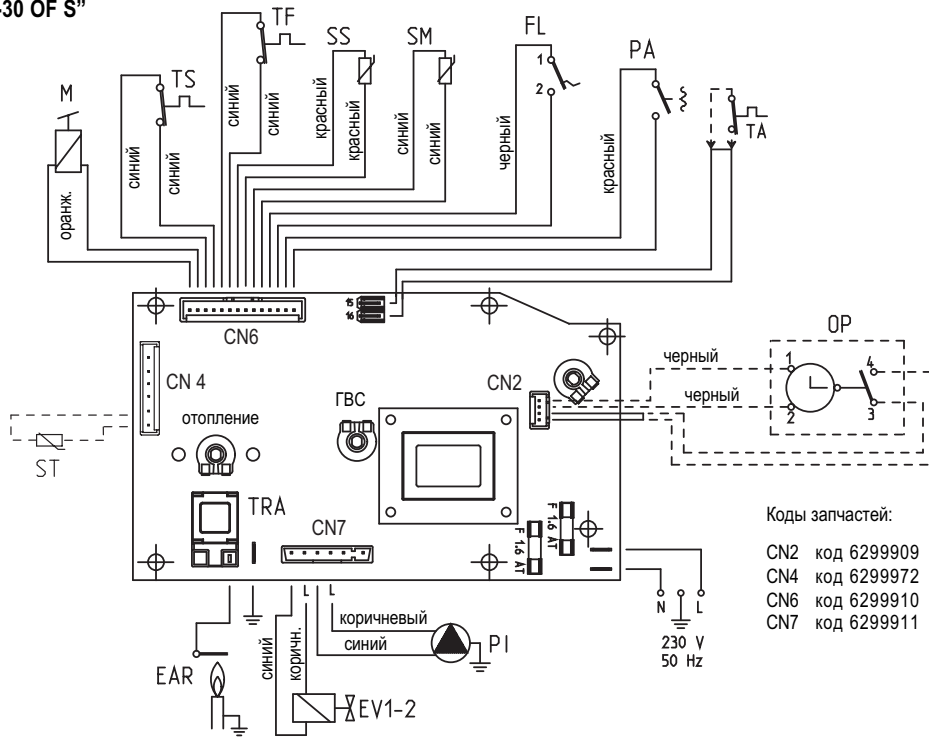 -30 OF S”
TF
SS
SM
FL
PA
M
TS
TA
1
2
оранж.
синий
синий
синий
синий
красный
красный
синий
синий
черный
красный
15
16
CN6
CN 4
CN2
ГВС
отопление
ST
TRA
CN7
F 1.6 AT
F 1.6 AT
черный
черный
OP
1
2
4
3
N
L
230 V
50 Hz
L
L
коричневый
синий
синий
коричн.
PI
EAR
EV1-2
Коды запчастей:
CN2 код 6299909
CN4 код 6299972
CN6 код 6299910
CN7 код 6299911